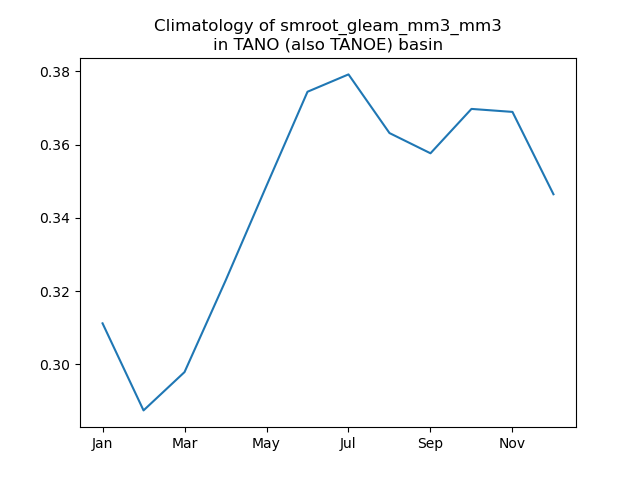 Climatology of smroot_gleam_mm3_mm3
in TANO (also TANOE) basin
0.38
0.36
0.34
0.32
0.30
Jan
Mar
May
Jul
Sep
Nov